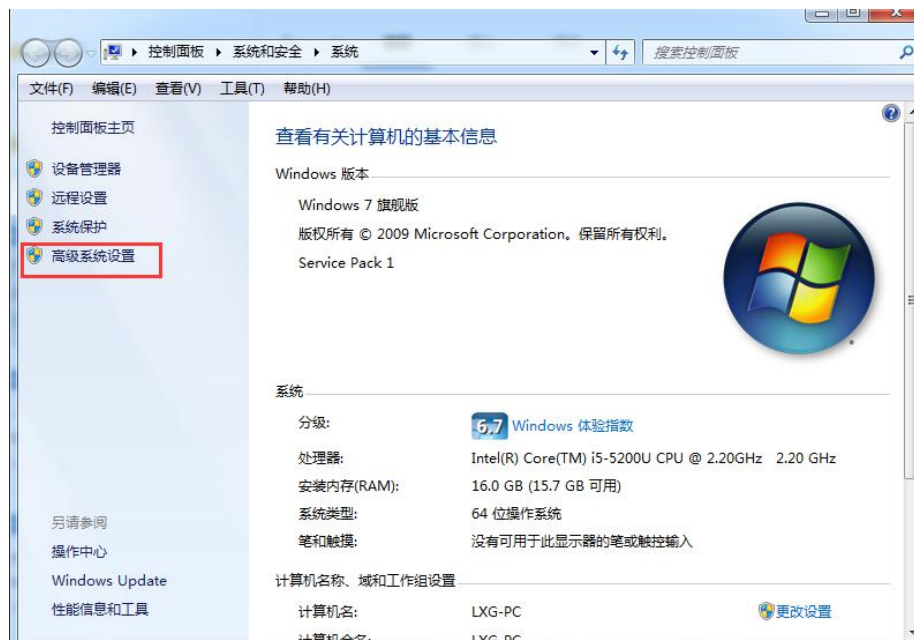 控制面板 ▸ 系统和安全 ▸ 系统
搜索控制面板
文件(F) 编辑(E) 查看(V) 工具(T) 帮助(H)
控制面板主页
设备管理器
远程设置
系统保护
高级系统设置
另请参阅
操作中心
Windows Update
性能信息和工具
查看有关计算机的基本信息
Windows 版本
Windows 7 旗舰版
版权所有 © 2009 Microsoft Corporation。保留所有权利。
Service Pack 1
系统
分级: 6.7 Windows 体验指数
处理器: Intel(R) Core(TM) i5-5200U CPU @ 2.20GHz 2.20 GHz
安装内存(RAM): 16.0 GB (15.7 GB 可用)
系统类型: 64 位操作系统
笔和触摸: 没有可用于此显示器的笔或触控输入
计算机名称、域和工作组设置
计算机名: LXG-PC 更改设置
计算机全名: LXG-PC